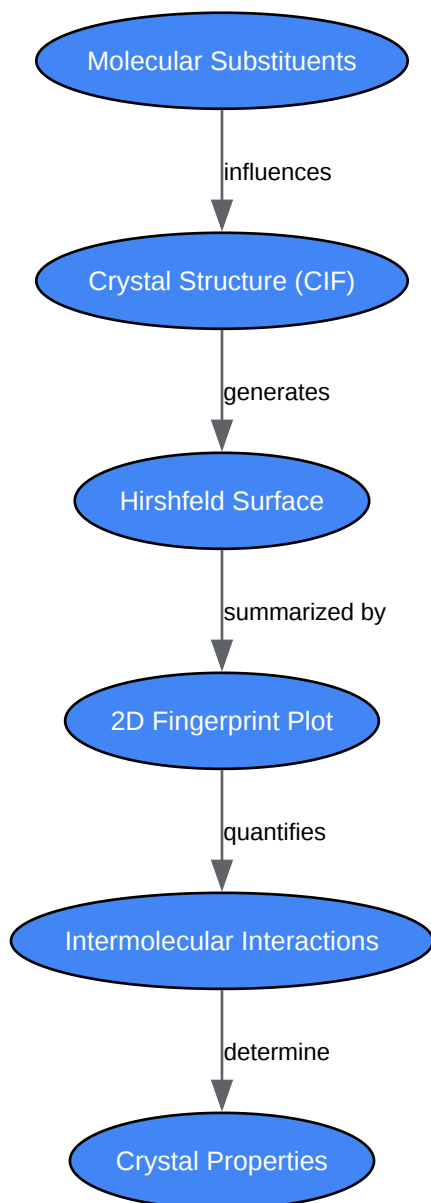 Molecular Substituents
influences
Crystal Structure (CIF)
generates
Hirshfeld Surface
summarized by
2D Fingerprint Plot
quantifies
Intermolecular Interactions
determine
Crystal Properties